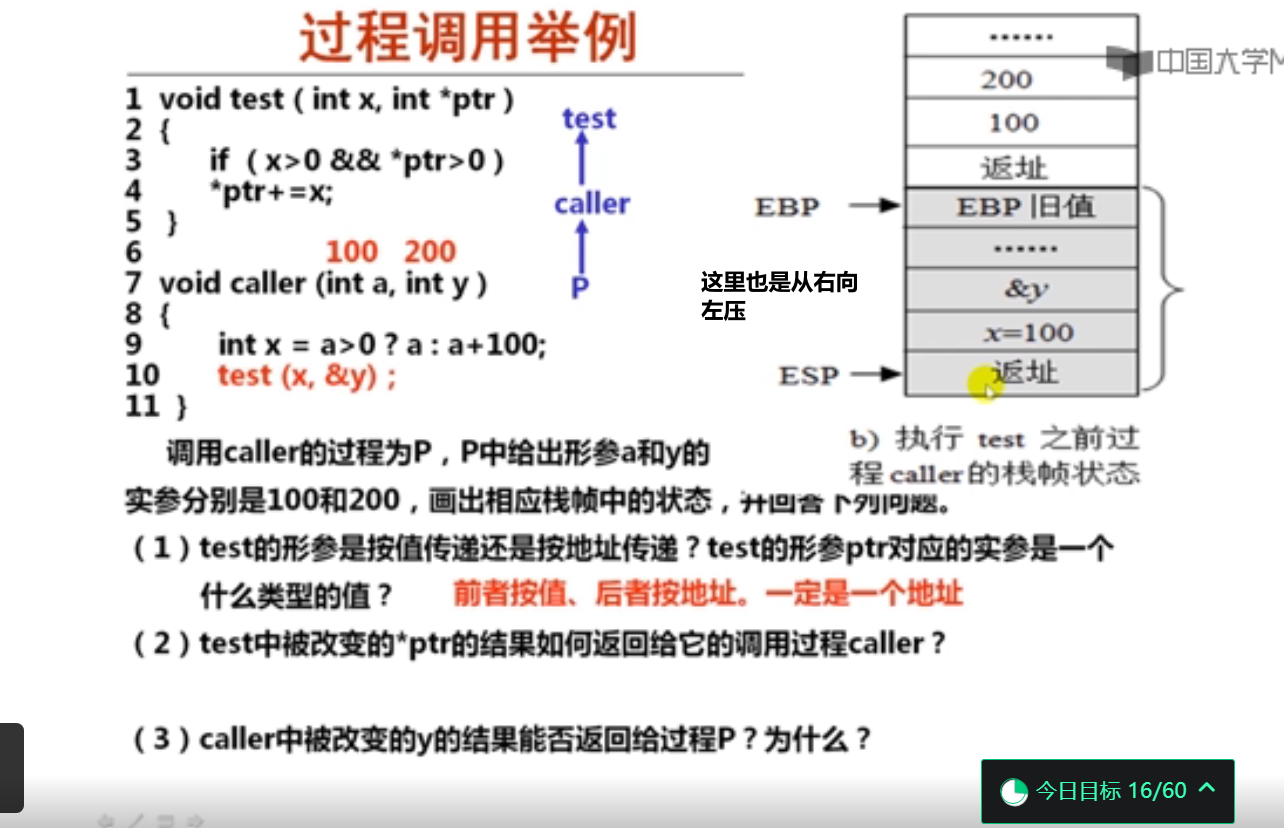 过程调用举例
1 void test ( int x, int *ptr )
2 {
3 if ( x>0 && *ptr>0 )
4 *ptr+=x;
5 }
6 100 200
7 void caller (int a, int y )
8 {
9 int x = a>0 ? a : a+100;
10 test (x, &y) ;
11 }
test
caller
P
这里也是从右向
左压
······
中国大学M
200
100
返址
EBP
EBP 旧值
······
&y
x=100
ESP
返址
b) 执行 test 之前过
程 caller 的栈帧状态
调用caller的过程为P，P中给出形参a和y的
实参分别是100和200，画出相应栈帧中的状态，并回答下列问题。
（1）test的形参是按值传递还是按地址传递？test的形参ptr对应的实参是一个
什么类型的值？ 前者按值、后者按地址。一定是一个地址
（2）test中被改变的*ptr的结果如何返回给它的调用过程caller？
（3）caller中被改变的y的结果能否返回给过程P？为什么？
今日目标 16/60